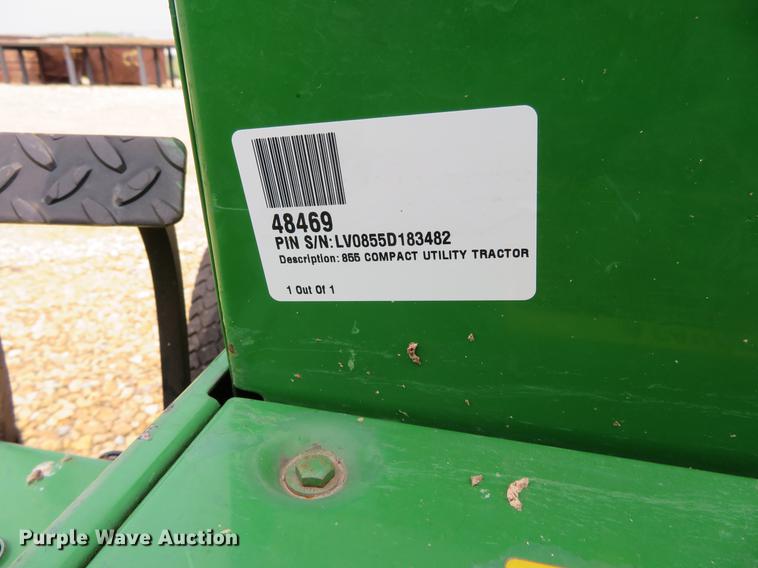 48469
PIN S/N:LV0855D183482
Description: 855 COMPACT UTILITY TRACTOR
1 Out Of 1
Purple Wave Auction